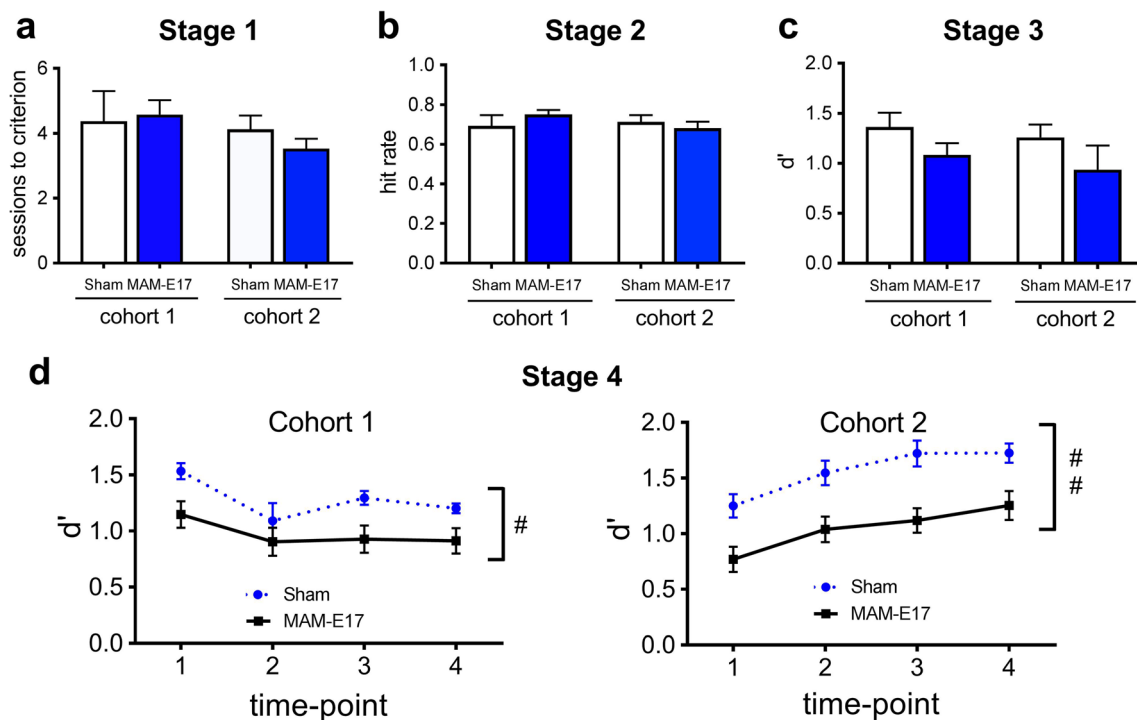 a
Stage 1
sessions to criterion
6
4
2
0
Sham MAM-E17
Sham MAM-E17
cohort 1
cohort 2
b
Stage 2
hit rate
1.0
0.8
0.6
0.4
0.2
0.0
Sham MAM-E17
Sham MAM-E17
cohort 1
cohort 2
c
Stage 3
d'
2.0
1.5
1.0
0.5
0.0
Sham MAM-E17
Sham MAM-E17
cohort 1
cohort 2
d
Stage 4
Cohort 1
d'
2.0
1.5
1.0
0.5
0.0
#
Sham
MAM-E17
1 2 3 4
time-point
Cohort 2
d'
2.0
1.5
1.0
0.5
0.0
#
#
Sham
MAM-E17
1 2 3 4
time-point